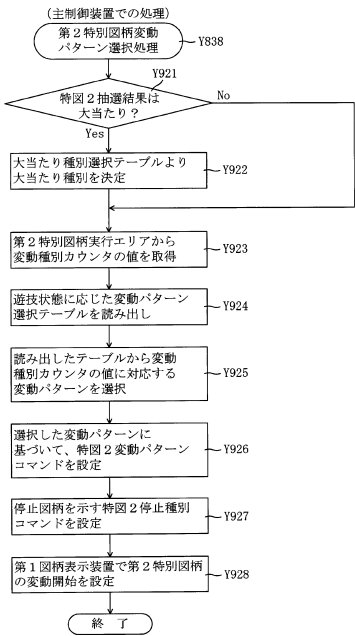 (主制御装置での処理)
第2特別図柄変動
パターン選択処理
Y838
Y921
特図2抽選結果は
大当たり?
No
Yes
大当たり種別選択テーブルより
大当たり種別を決定
Y922
第2特別図柄実行エリアから
変動種別カウンタの値を取得
Y923
遊技状態に応じた変動パターン
選択テーブルを読み出し
Y924
読み出したテーブルから変動
種別カウンタの値に対応する
変動パターンを選択
Y925
選択した変動パターンに
基づいて、特図2変動パターン
コマンドを設定
Y926
停止図柄を示す特図2停止種別
コマンドを設定
Y927
第1図柄表示装置で第2特別図柄
の変動開始を設定
Y928
終 了